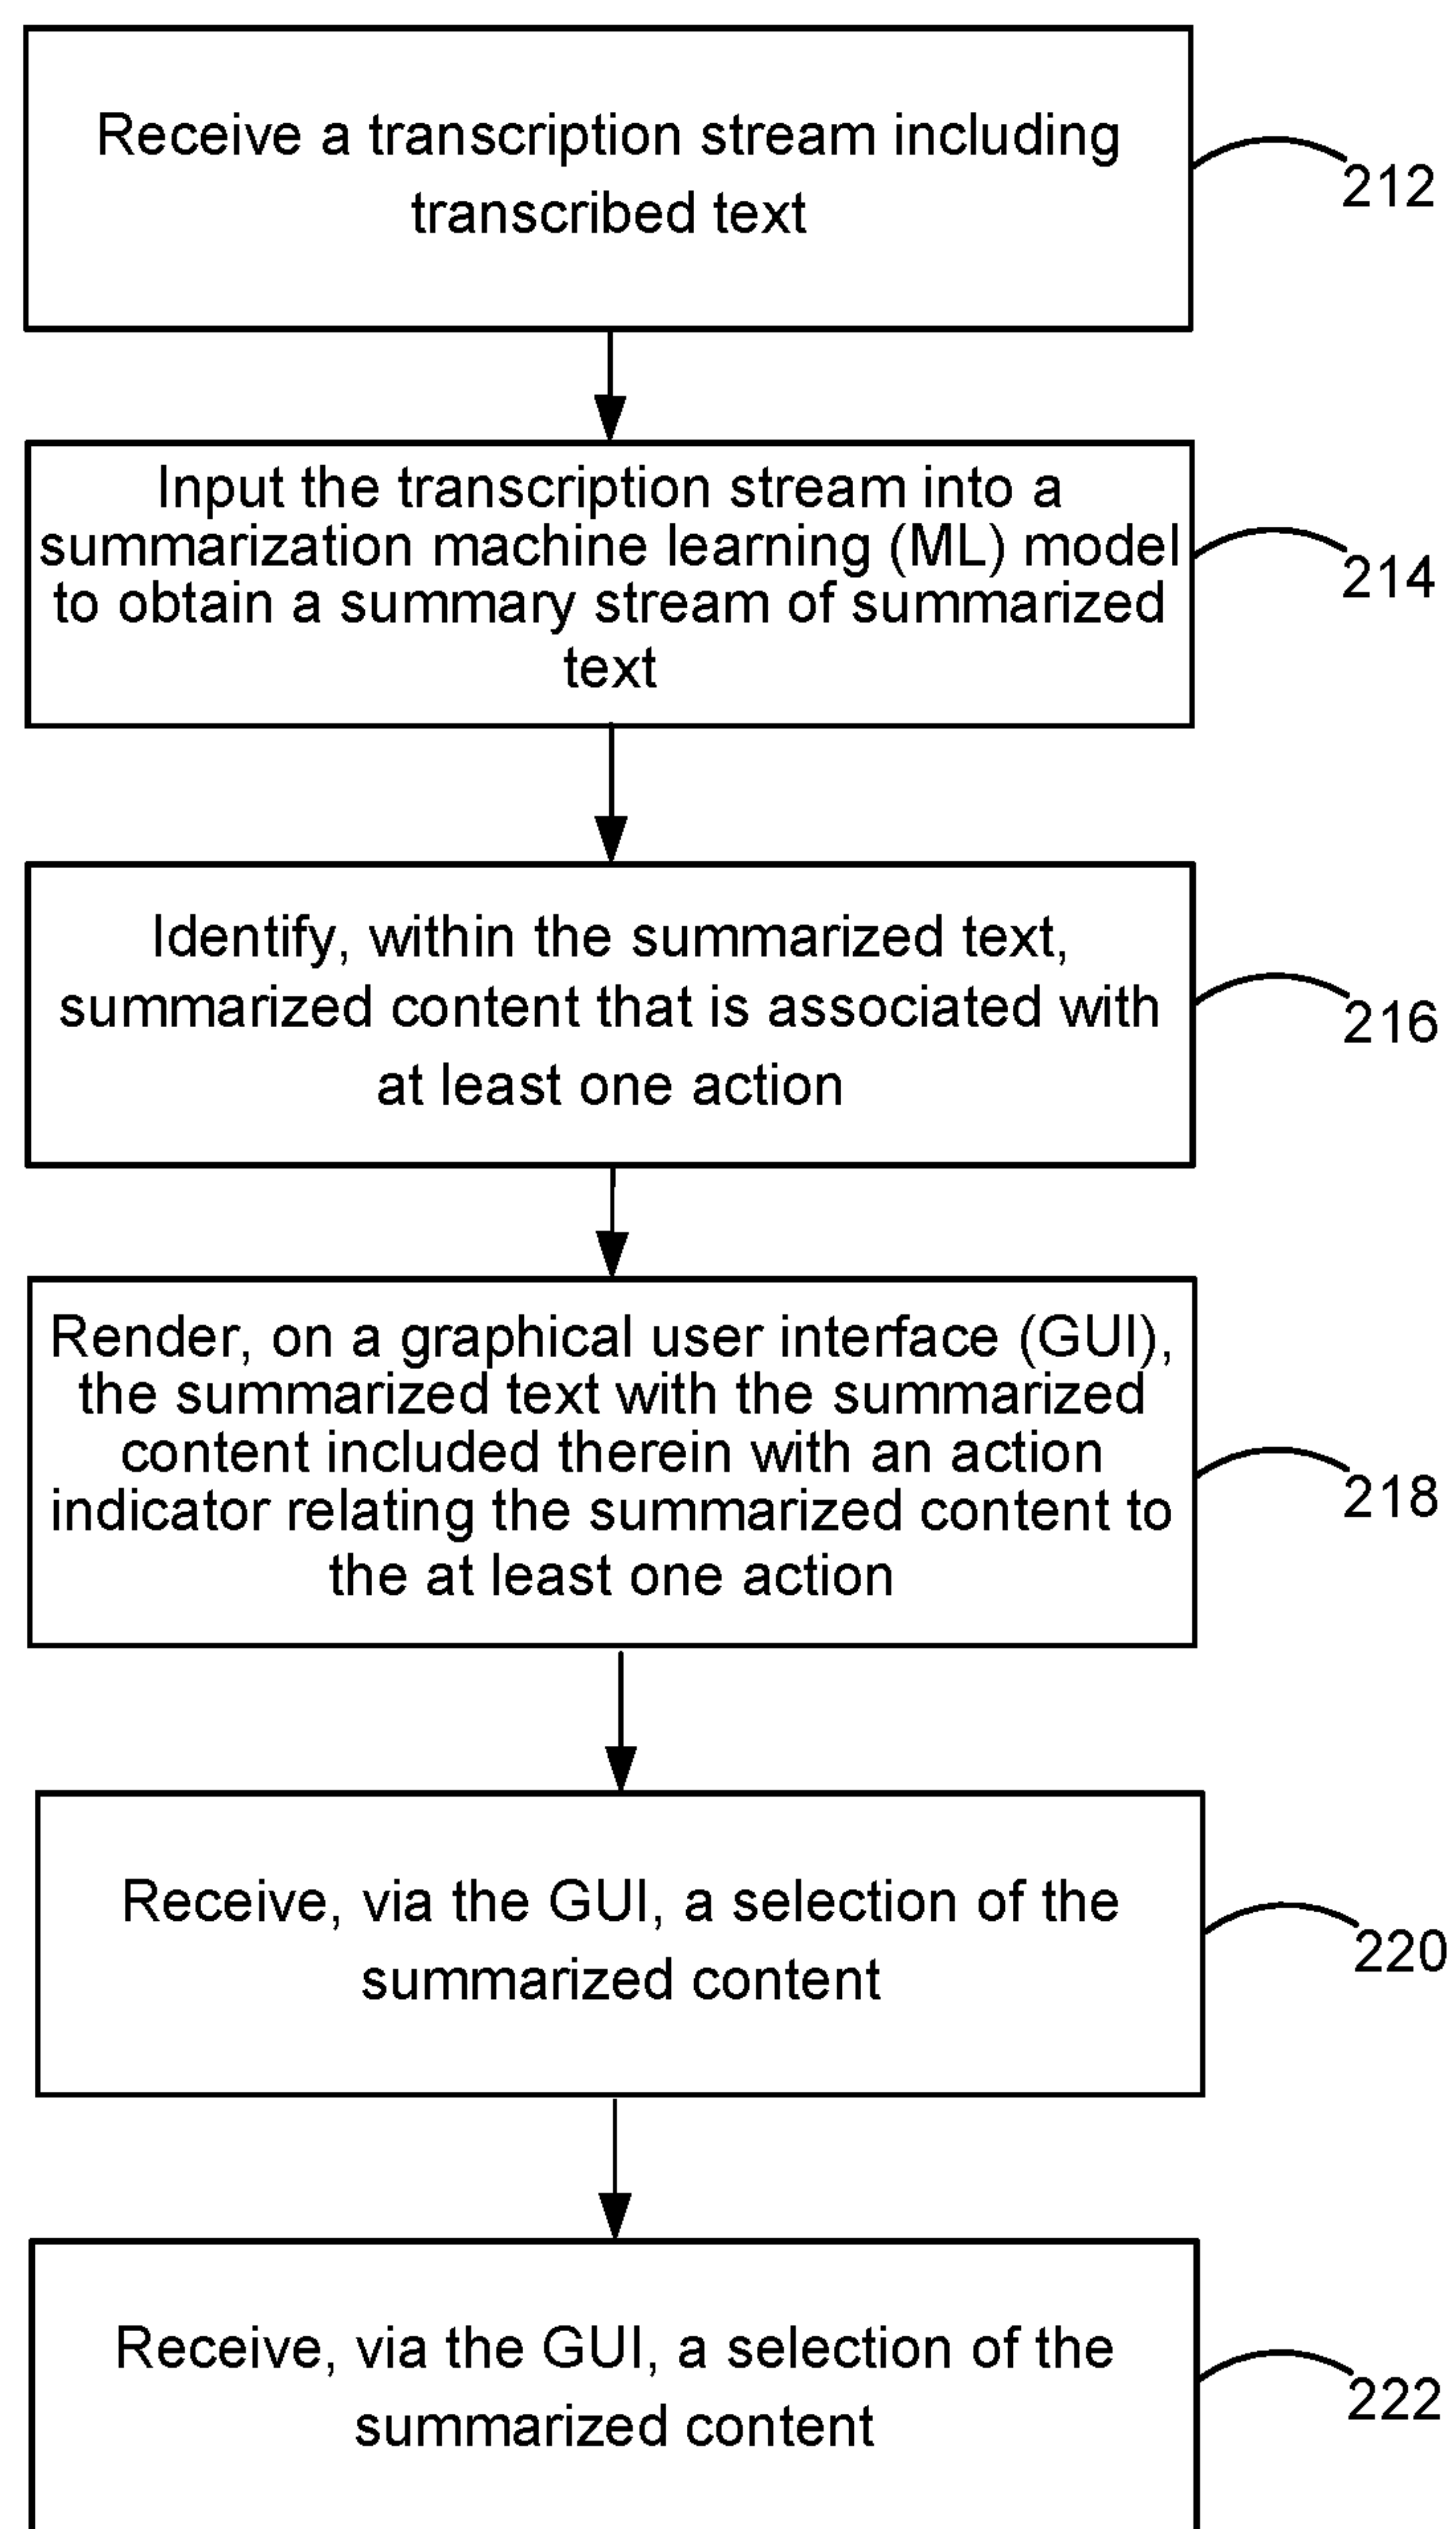 Receive a transcription stream including
transcribed text
212
Input the transcription stream into a
summarization machine learning (ML) model
to obtain a summary stream of summarized
text
214
Identify, within the summarized text,
summarized content that is associated with
at least one action
216
Render, on a graphical user interface (GUI),
the summarized text with the summarized
content included therein with an action
indicator relating the summarized content to
the at least one action
218
Receive, via the GUI, a selection of the
summarized content
220
Receive, via the GUI, a selection of the
summarized content
222